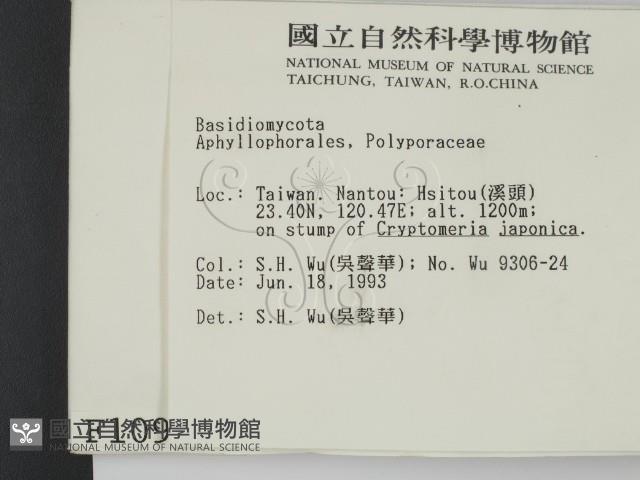 國立自然科學博物館
NATIONAL MUSEUM OF NATURAL SCIENCE
TAICHUNG, TAIWAN, R.O.CHINA
Basidiomycota
Aphyllophorales, Polyporaceae
Loc.: Taiwan. Nantou: Hsitou(溪頭)
23.40N, 120.47E; alt. 1200m;
on stump of Cryptomeria japonica.
Col.: S.H. Wu(吳聲華); No. Wu 9306-24
Date: Jun. 18, 1993
Det.: S.H. Wu(吳聲華)
F109
國立自然科學博物館
NATIONAL MUSEUM OF NATURAL SCIENCE